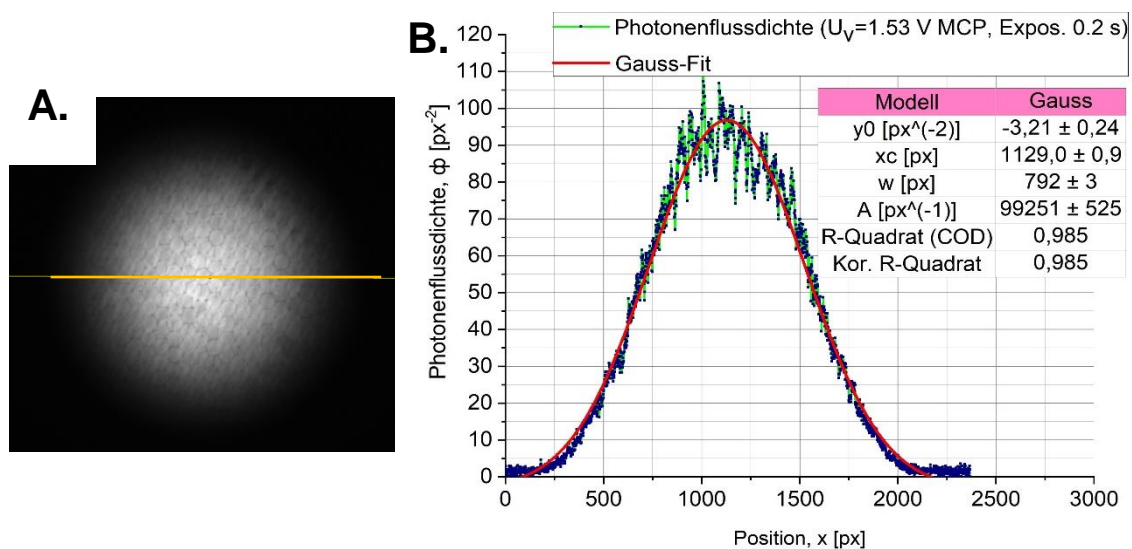 A.
B.
Photonenflussdichte (Uv=1.53 V MCP, Expos. 0.2 s)
Gauss-Fit
Modell Gauss
y0 [px^(-2)] -3,21 ± 0,24
xc [px] 1129,0 ± 0,9
w [px] 792 ± 3
A [px^(-1)] 99251 ± 525
R-Quadrat (COD) 0,985
Kor. R-Quadrat 0,985
Photonenflussdichte, ϕ [px⁻²]
120
110
100
90
80
70
60
50
40
30
20
10
0
0 500 1000 1500 2000 2500 3000
Position, x [px]